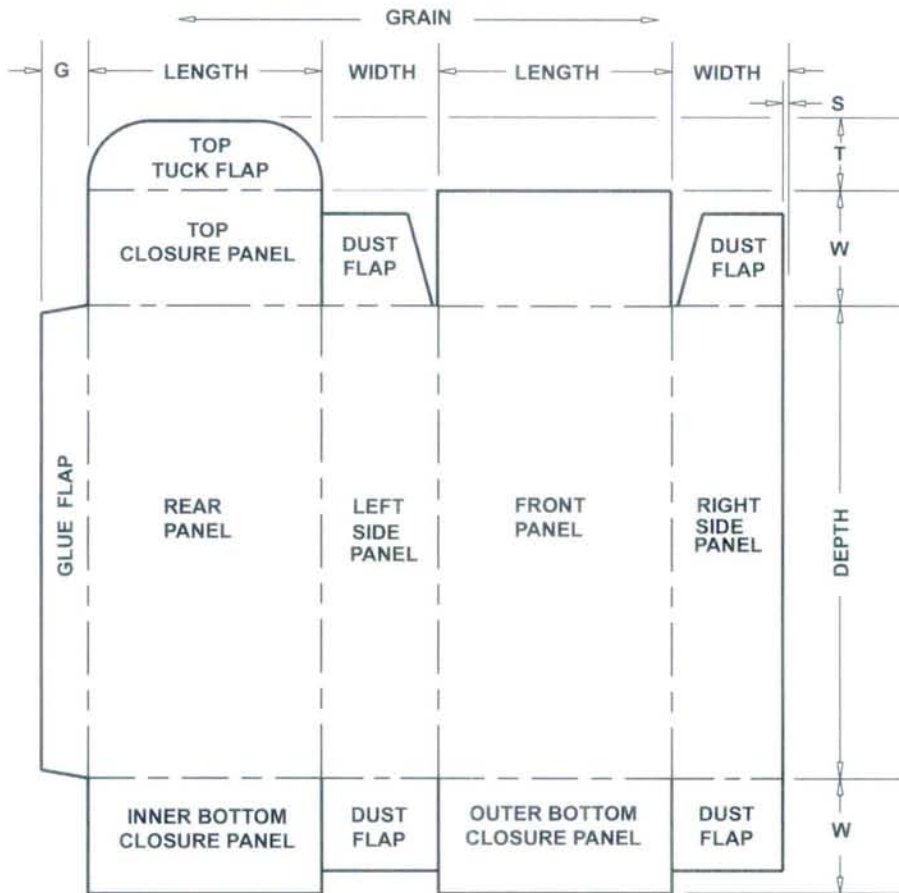 GRAIN
G
LENGTH
WIDTH
LENGTH
WIDTH
S
TOP
TUCK FLAP
T
TOP
CLOSURE PANEL
DUST
FLAP
DUST
FLAP
W
GLUE FLAP
REAR
PANEL
LEFT
SIDE
PANEL
FRONT
PANEL
RIGHT
SIDE
PANEL
DEPTH
INNER BOTTOM
CLOSURE PANEL
DUST
FLAP
OUTER BOTTOM
CLOSURE PANEL
DUST
FLAP
W